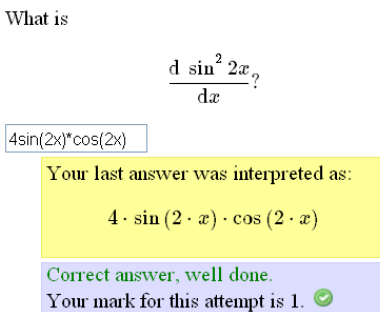 What is
d sin² 2x
dx
?
4sin(2x)*cos(2x)
Your last answer was interpreted as:
4 · sin (2 · x) · cos (2 · x)
Correct answer, well done.
Your mark for this attempt is 1.